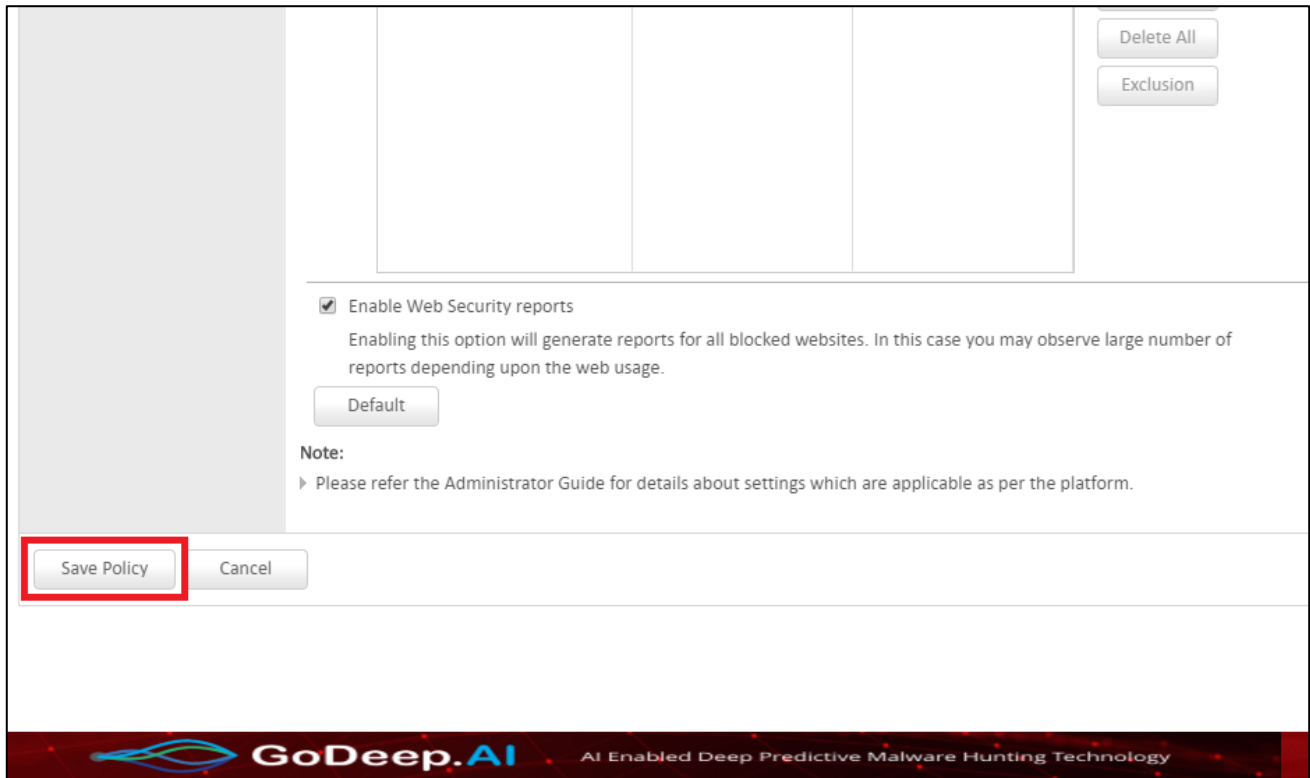 Delete All
Exclusion
Enable Web Security reports
Enabling this option will generate reports for all blocked websites. In this case you may observe large number of
reports depending upon the web usage.
Default
Note:
Please refer the Administrator Guide for details about settings which are applicable as per the platform.
Save Policy
Cancel
GoDeep.AI
AI Enabled Deep Predictive Malware Hunting Technology